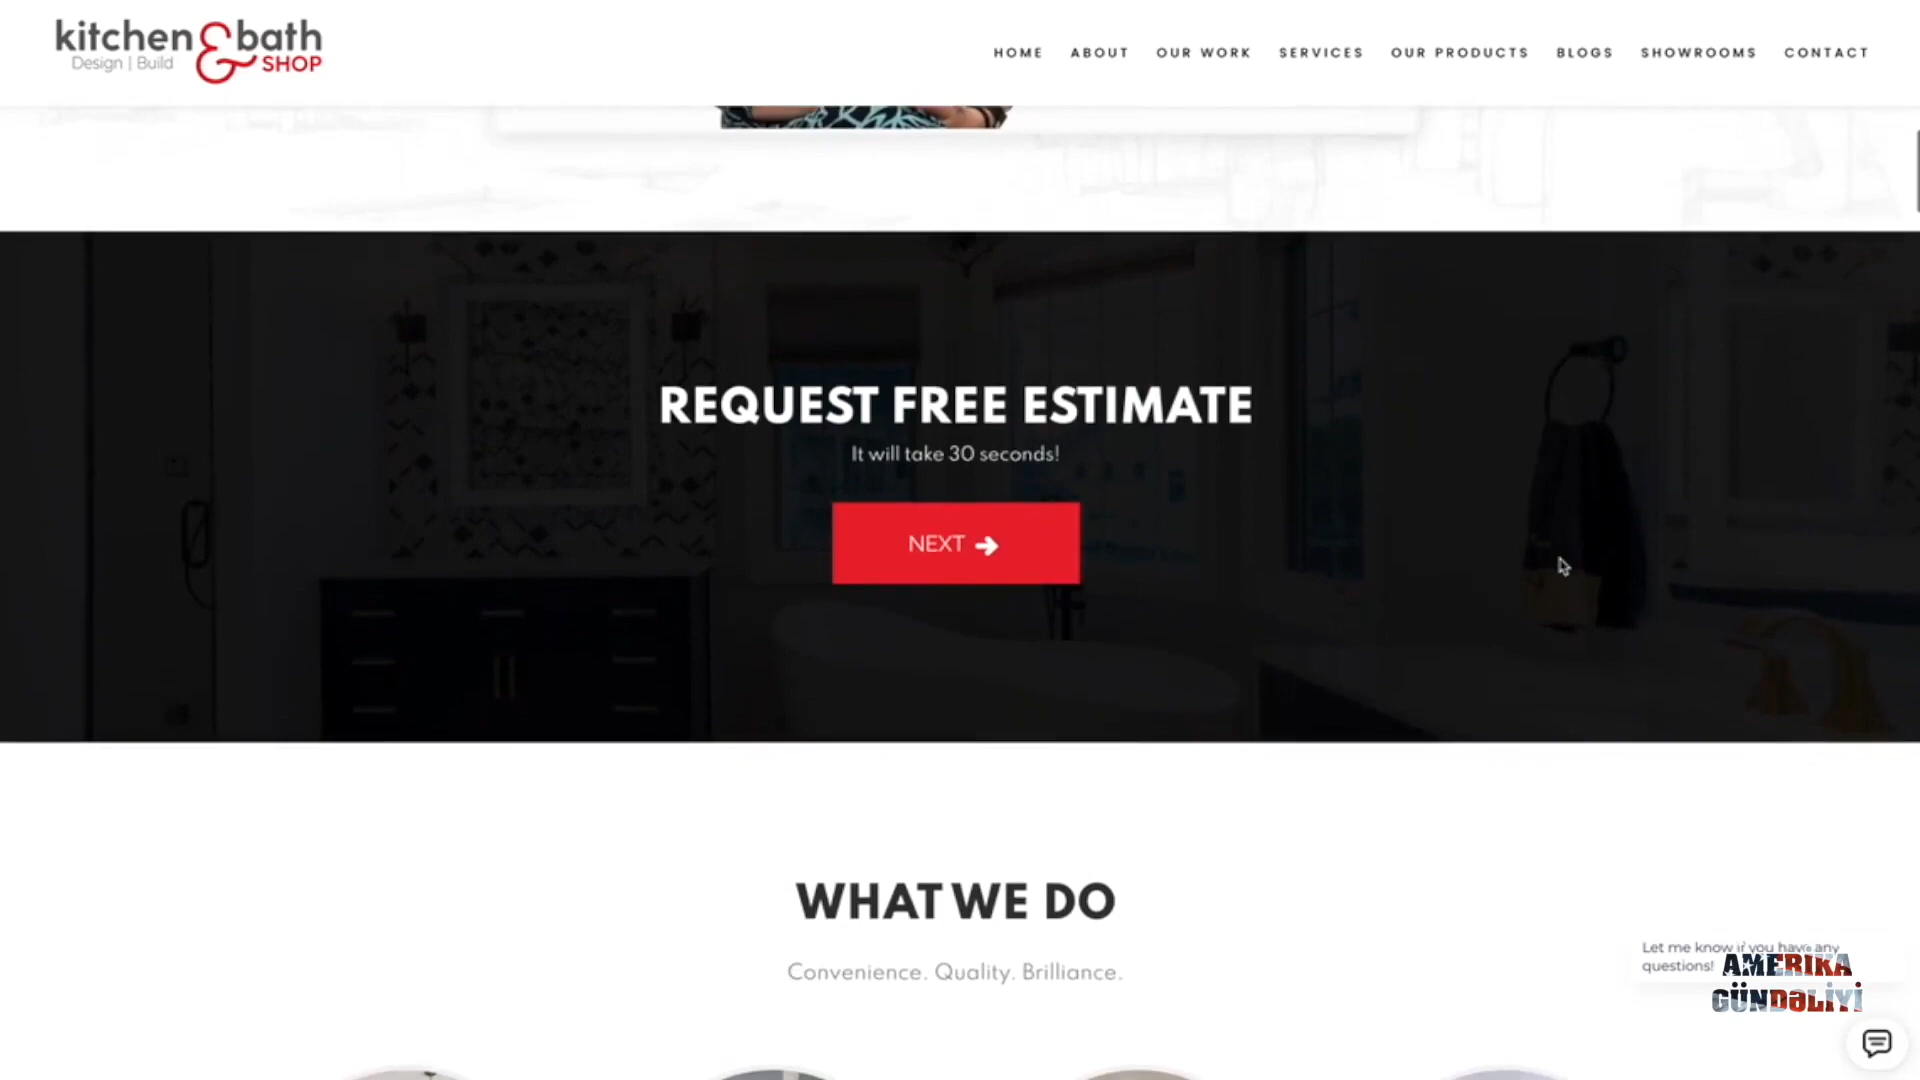 kitchen & bath
Design | Build SHOP
HOME ABOUT OUR WORK SERVICES OUR PRODUCTS BLOGS SHOWROOMS CONTACT
REQUEST FREE ESTIMATE
It will take 30 seconds!
NEXT
WHAT WE DO
Convenience. Quality. Brilliance.
Let me know if you have any
questions!
AMERIKA
GÜNDƏLİYİ